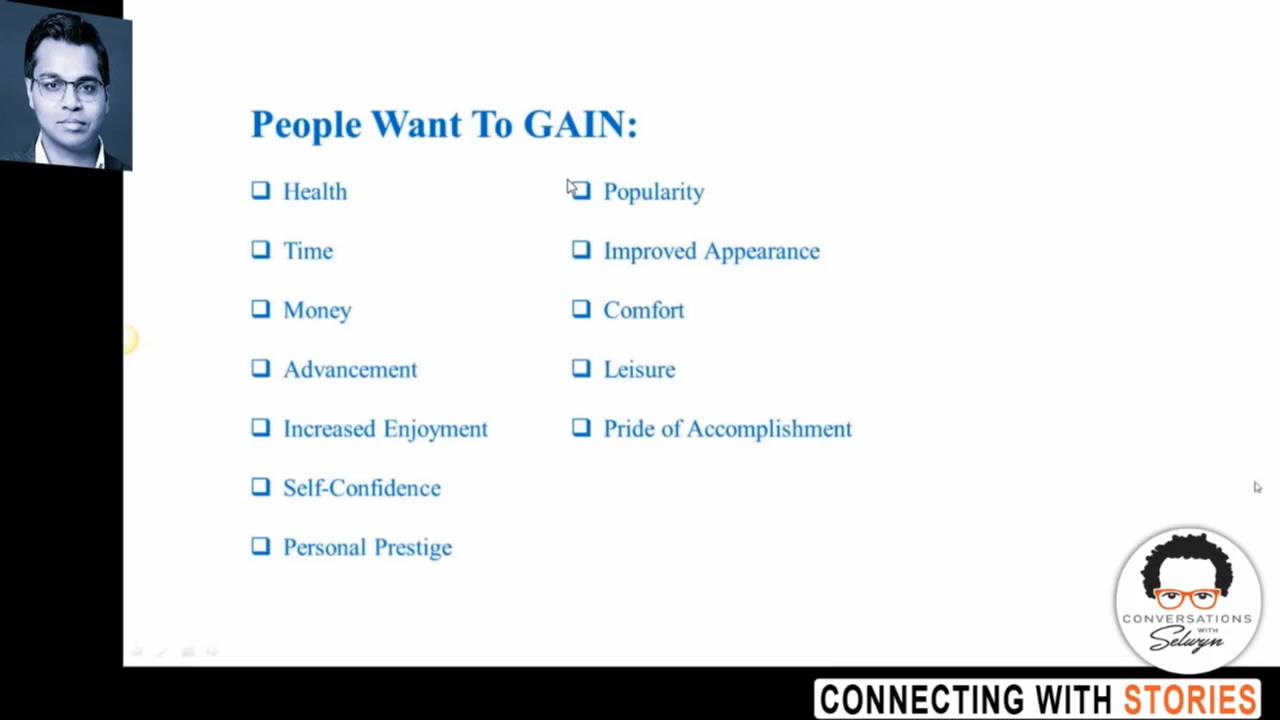 People Want To GAIN:
Health
Time
Money
Advancement
Increased Enjoyment
Self-Confidence
Personal Prestige
Popularity
Improved Appearance
Comfort
Leisure
Pride of Accomplishment
CONVERSATIONS
WITH
Selwyn
CONNECTING WITH STORIES